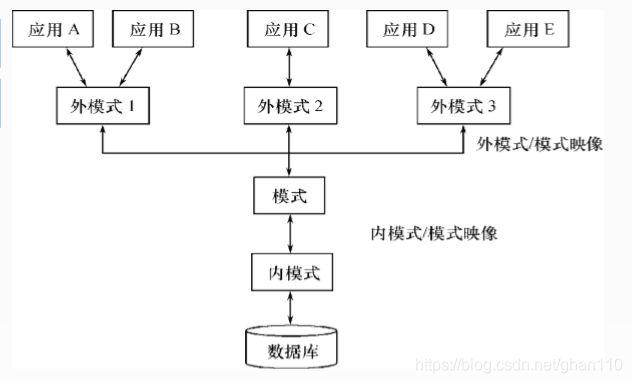 应用 A
应用 B
应用 C
应用 D
应用 E
外模式 1
外模式 2
外模式 3
外模式/模式映像
模式
内模式/模式映像
内模式
数据库
https://blog.csdn.net/ghan110